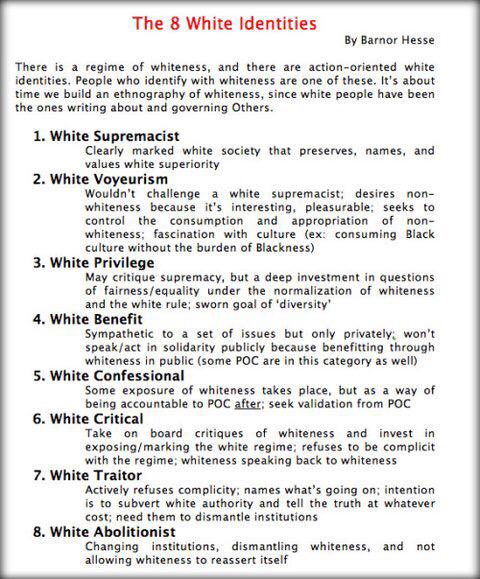 The 8 White Identities
By Barnor Hesse
There is a regime of whiteness, and there are action-oriented white
identities. People who identify with whiteness are one of these. It's about
time we build an ethnography of whiteness, since white people have been
the ones writing about and governing Others.
1. White Supremacist
Clearly marked white society that preserves, names, and
values white superiority
2. White Voyeurism
Wouldn't challenge a white supremacist; desires non-
whiteness because it's interesting, pleasurable; seeks to
control the consumption and appropriation of non-
whiteness; fascination with culture (ex: consuming Black
culture without the burden of Blackness)
3. White Privilege
May critique supremacy, but a deep investment in questions
of fairness/equality under the normalization of whiteness
and the white rule; sworn goal of 'diversity'
4. White Benefit
Sympathetic to a set of issues but only privately; won't
speak/act in solidarity publicly because benefitting through
whiteness in public (some POC are in this category as well)
5. White Confessional
Some exposure of whiteness takes place, but as a way of
being accountable to POC after; seek validation from POC
6. White Critical
Take on board critiques of whiteness and invest in
exposing/marking the white regime; refuses to be complicit
with the regime; whiteness speaking back to whiteness
7. White Traitor
Actively refuses complicity; names what's going on; intention
is to subvert white authority and tell the truth at whatever
cost; need them to dismantle institutions
8. White Abolitionist
Changing institutions, dismantling whiteness, and not
allowing whiteness to reassert itself